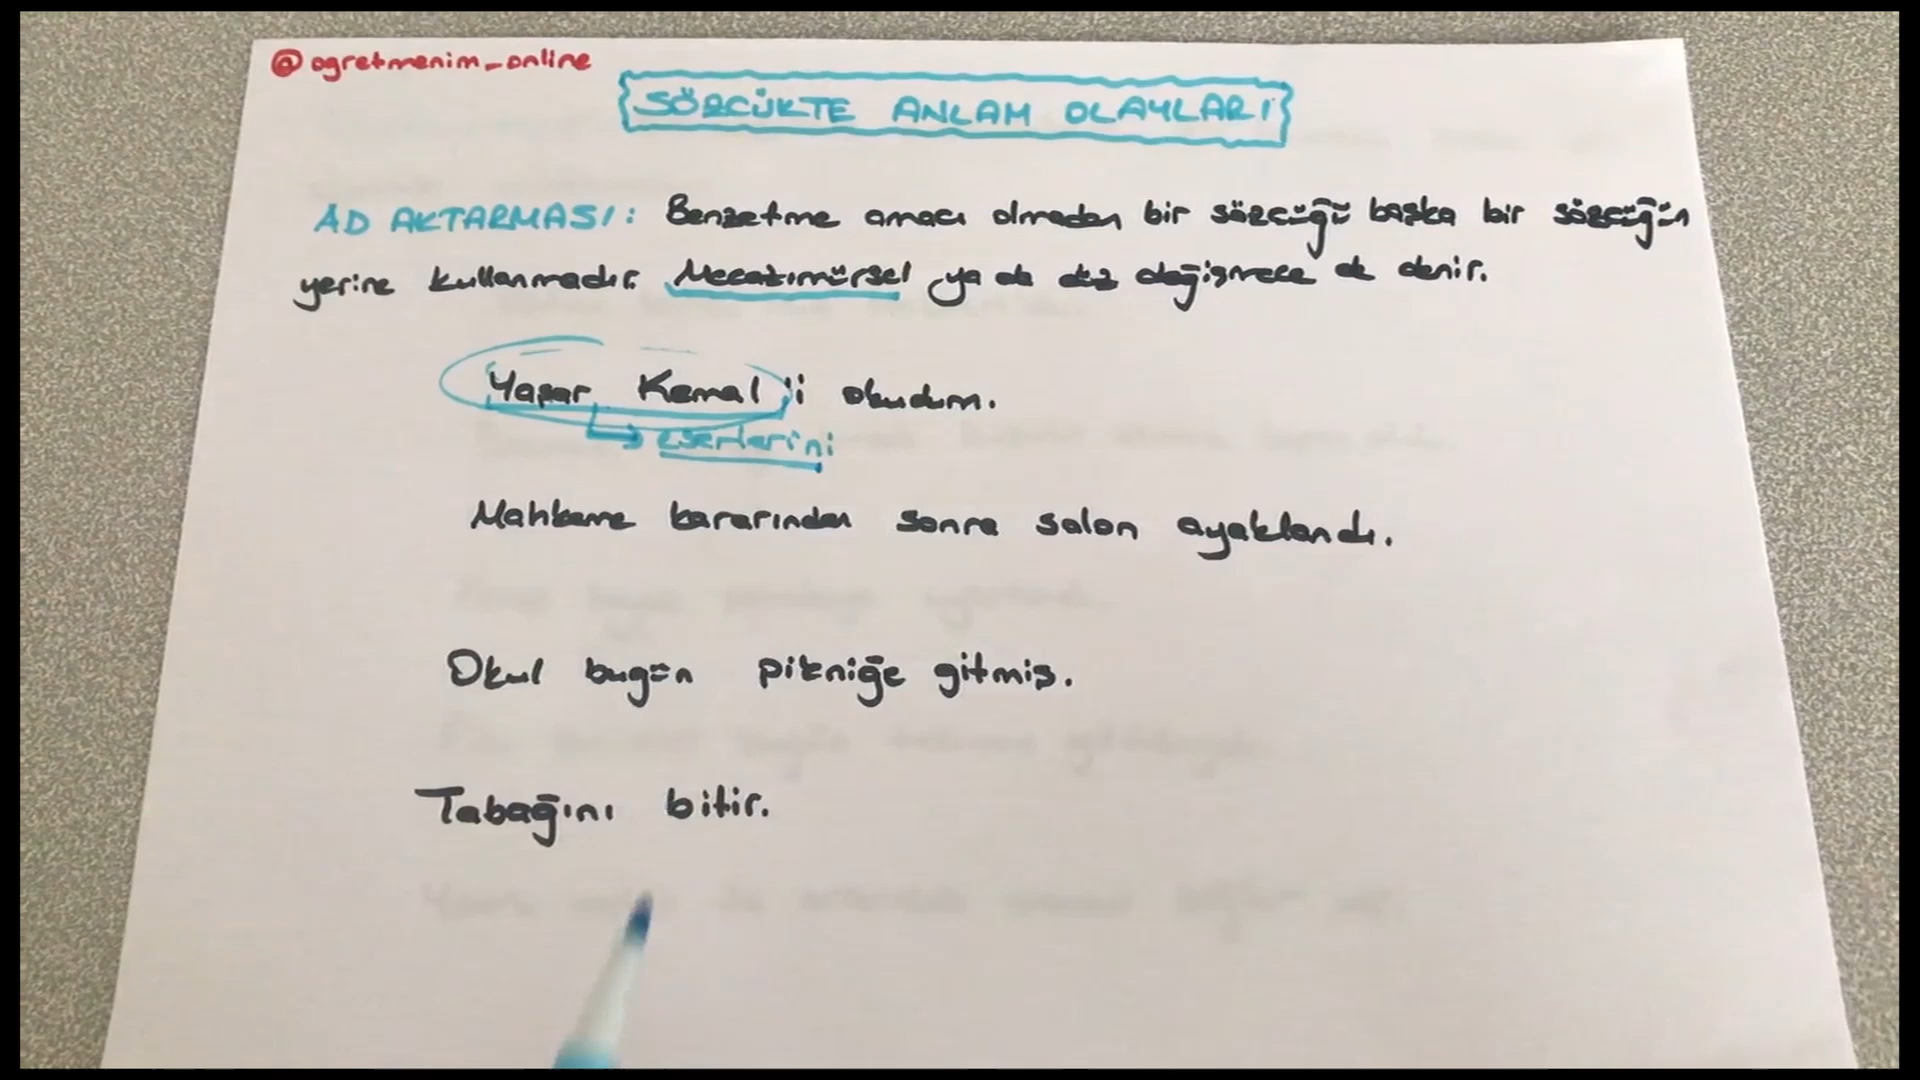 @ogretmenim_online
SÖZCÜKTE ANLAM OLAYLARI
AD AKTARMASI: Benzetme amacı olmadan bir sözcüğü başka bir sözcüğün
yerine kullanmadır. Mecazımürsel ya da düz değişmece de denir.
Yaşar Kemal'i okudum.
eserlerini
Mahkeme kararından sonra salon ayaklandı.
Okul bugün pikniğe gitmiş.
Tabağını bitir.